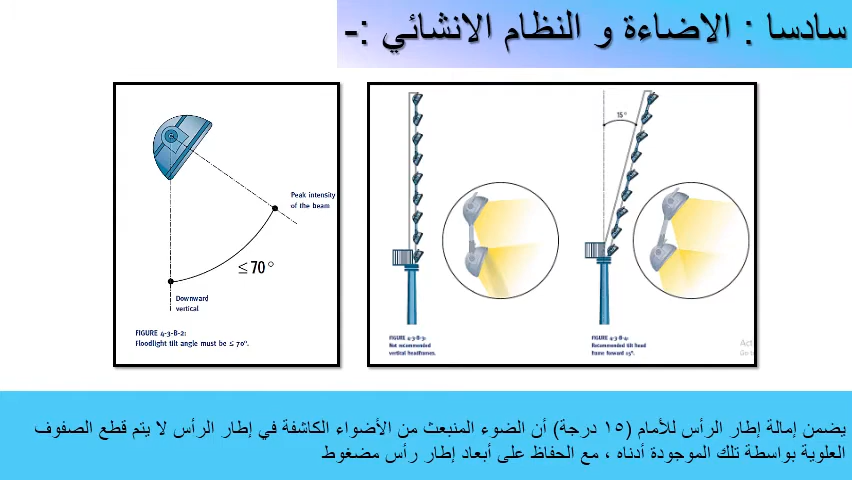 سادسا : الاضاءة و النظام الانشائي :-
Peak intensity
of the beam
≤ 70°
Downward
vertical
FIGURE 4-3-B-2:
Floodlight tilt angle must be ≤ 70°.
15°
FIGURE 4-3-B-3:
Not recommended
vertical headframes.
FIGURE 4-3-B-4:
Recommended tilt head
frame forward 15°.
يضمن إمالة إطار الرأس للأمام (١٥ درجة) أن الضوء المنبعث من الأضواء الكاشفة في إطار الرأس لا يتم قطع الصفوف
العلوية بواسطة تلك الموجودة أدناه ، مع الحفاظ على أبعاد إطار رأس مضغوط